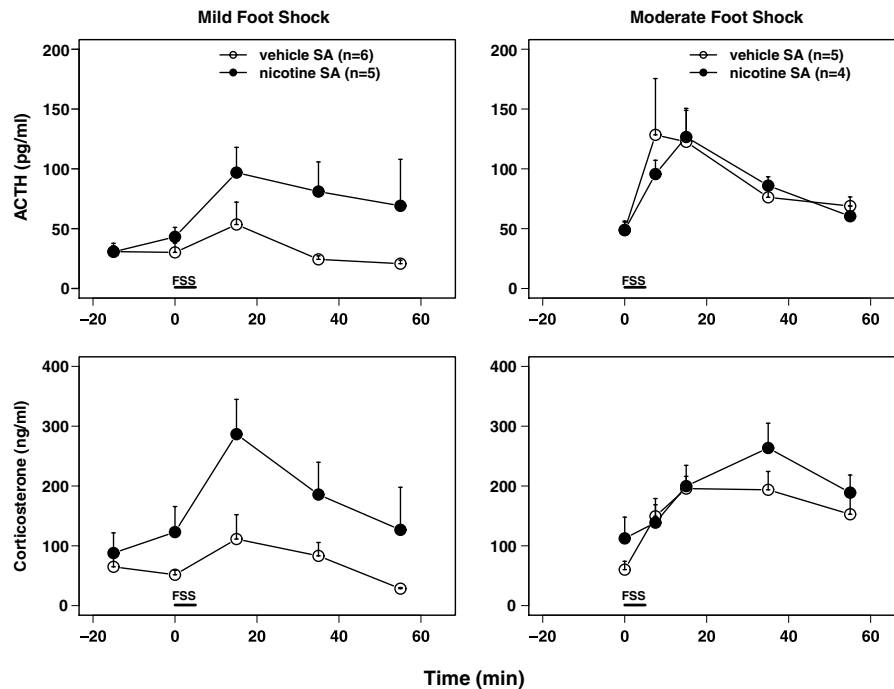 Mild Foot Shock
Moderate Foot Shock
ACTH (pg/ml)
200
150
100
50
0
vehicle SA (n=6)
nicotine SA (n=5)
FSS
–20 0 20 40 60
200
150
100
50
0
vehicle SA (n=5)
nicotine SA (n=4)
FSS
–20 0 20 40 60
Corticosterone (ng/ml)
400
300
200
100
0
FSS
–20 0 20 40 60
400
300
200
100
0
FSS
–20 0 20 40 60
Time (min)